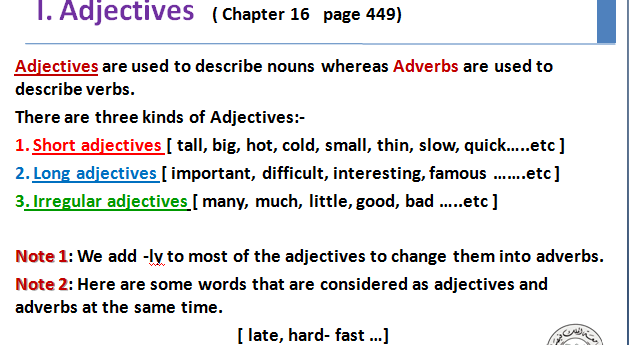 I. Adjectives ( Chapter 16 page 449)
Adjectives are used to describe nouns whereas Adverbs are used to
describe verbs.
There are three kinds of Adjectives:-
1. Short adjectives [ tall, big, hot, cold, small, thin, slow, quick.....etc ]
2. Long adjectives [ important, difficult, interesting, famous .......etc ]
3. Irregular adjectives [ many, much, little, good, bad .....etc ]
Note 1: We add -ly to most of the adjectives to change them into adverbs.
Note 2: Here are some words that are considered as adjectives and
adverbs at the same time.
[ late, hard- fast ...]